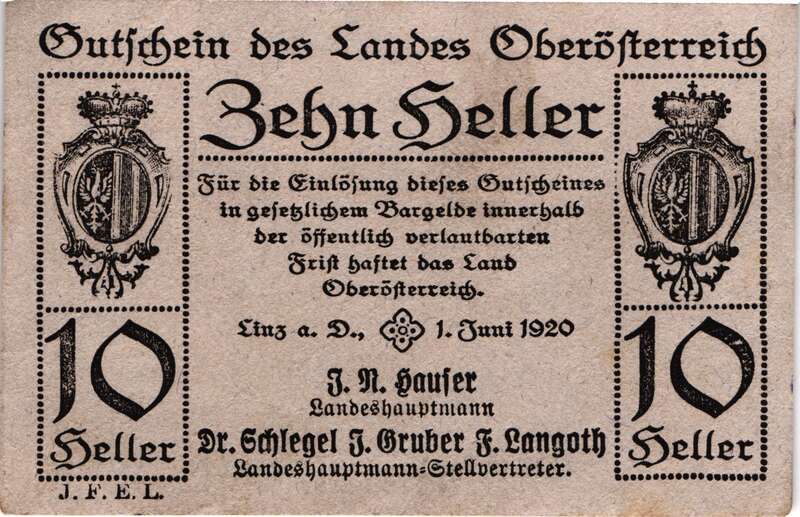 Gutschein des Landes Oberösterreich
Zehn Heller
Für die Einlösung dieses Gutscheines
in gesetzlichem Bargelde innerhalb
der öffentlich verlautbarten
Frist haftet das Land
Oberösterreich.
Linz a. D., 1. Juni 1920
J. N. Hauser
Landeshauptmann
Dr. Schlegel J. Gruber F. Langoth
Landeshauptmann-Stellvertreter.
10
Heller
10
Heller
J. F. E. L.